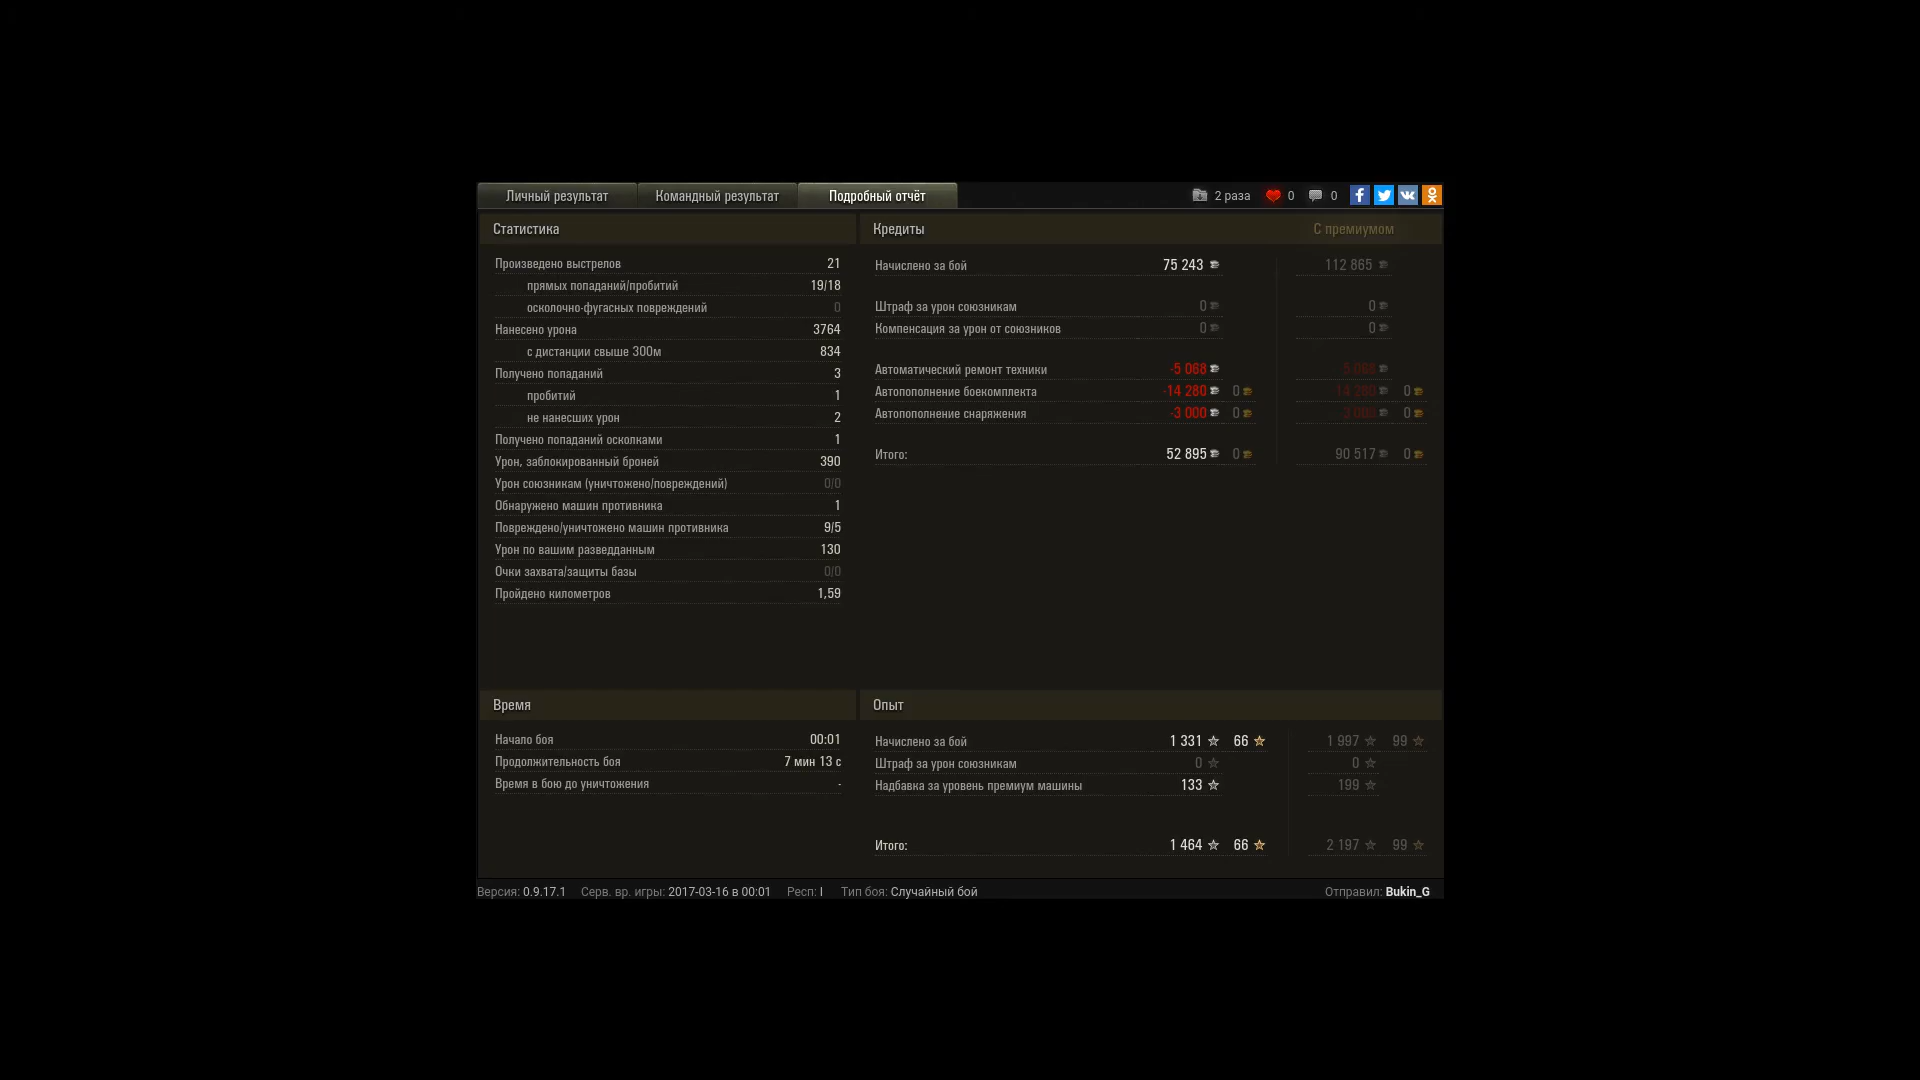 Личный результат Командный результат Подробный отчёт 2 раза 0 0
Статистика
Произведено выстрелов 21
прямых попаданий/пробитий 19/18
осколочно-фугасных повреждений 0
Нанесено урона 3764
с дистанции свыше 300м 834
Получено попаданий 3
пробитий 1
не нанесших урон 2
Получено попаданий осколками 1
Урон, заблокированный броней 390
Урон союзникам (уничтожено/повреждений) 0/0
Обнаружено машин противника 1
Повреждено/уничтожено машин противника 9/5
Урон по вашим разведданным 130
Очки захвата/защиты базы 0/0
Пройдено километров 1,59
Кредиты С премиумом
Начислено за бой 75 243 112 865
Штраф за урон союзникам 0 0
Компенсация за урон от союзников 0 0
Автоматический ремонт техники -5 068 -5 068
Автопополнение боекомплекта -14 280 0 -14 280 0
Автопополнение снаряжения -3 000 0 -3 000 0
Итого: 52 895 0 90 517 0
Время
Начало боя 00:01
Продолжительность боя 7 мин 13 с
Время в бою до уничтожения -
Опыт
Начислено за бой 1 331 66 1 997 99
Штраф за урон союзникам 0 0
Надбавка за уровень премиум машины 133 199
Итого: 1 464 66 2 197 99
Версия: 0.9.17.1 Серв. вр. игры: 2017-03-16 в 00:01 Респ: I Тип боя: Случайный бой Отправил: Bukin_G